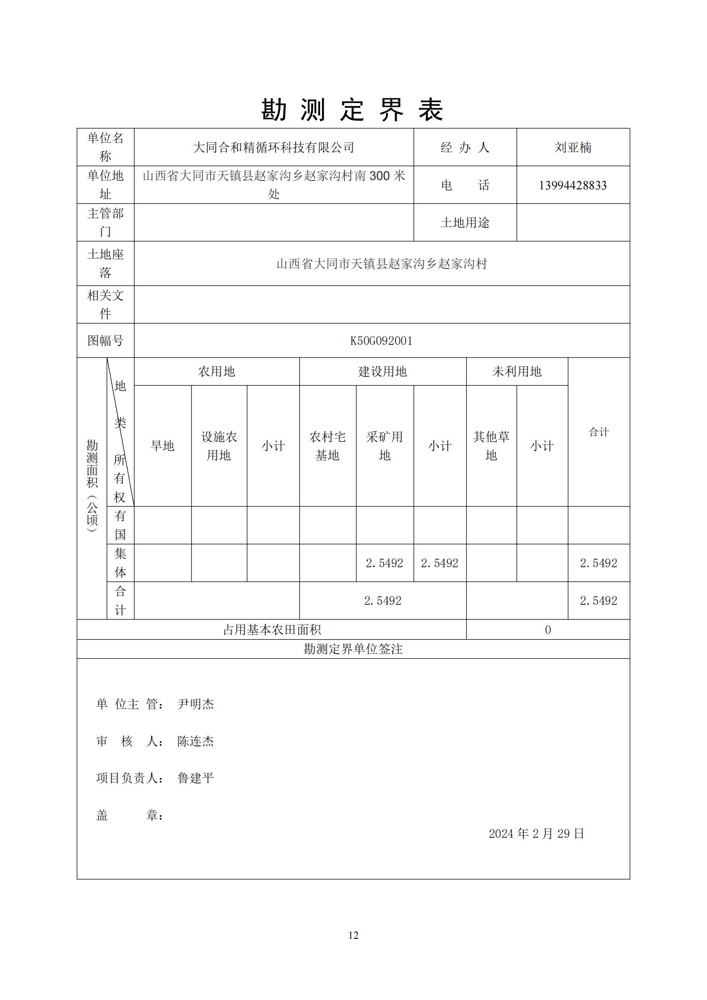 勘 测 定 界 表
单位名
称
大同合和精循环科技有限公司
经 办 人
刘亚楠
单位地
址
山西省大同市天镇县赵家沟乡赵家沟村南 300 米
处
电 话
13994428833
主管部
门
土地用途
土地座
落
山西省大同市天镇县赵家沟乡赵家沟村
相关文
件
图幅号
K50G092001
勘测面积（公顷）
地
类
所
有
权
农用地
建设用地
未利用地
合计
旱地
设施农
用地
小计
农村宅
基地
采矿用
地
小计
其他草
地
小计
有
国
集
体
2.5492
2.5492
2.5492
合
计
2.5492
2.5492
占用基本农田面积
0
勘测定界单位签注
单 位主 管： 尹明杰
审 核 人： 陈连杰
项目负责人： 鲁建平
盖 章：
2024 年 2 月 29 日
12